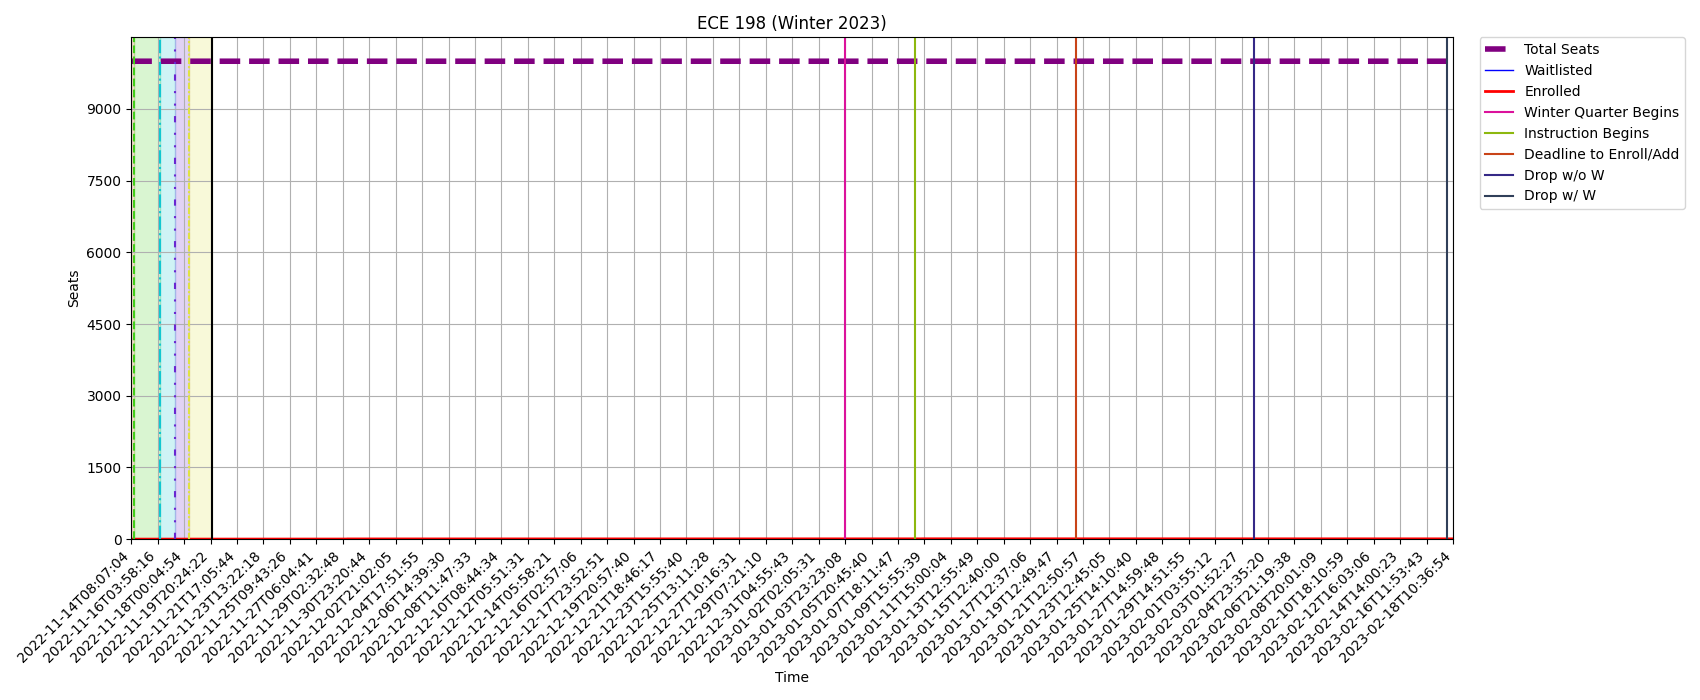 ECE 198 (Winter 2023)
Total Seats
Waitlisted
Enrolled
Winter Quarter Begins
Instruction Begins
Deadline to Enroll/Add
Drop w/o W
Drop w/ W
Seats
9000
7500
6000
4500
3000
1500
0
2022-11-14T08:07:04
2022-11-16T03:58:16
2022-11-18T00:04:54
2022-11-19T20:24:22
2022-11-21T17:05:44
2022-11-23T13:22:18
2022-11-25T09:43:26
2022-11-27T06:04:41
2022-11-29T02:32:48
2022-11-30T23:20:44
2022-12-02T21:02:05
2022-12-04T17:51:55
2022-12-06T14:39:30
2022-12-08T11:47:33
2022-12-10T08:44:34
2022-12-12T05:51:31
2022-12-14T05:58:21
2022-12-16T02:57:06
2022-12-17T23:52:51
2022-12-19T20:57:40
2022-12-21T18:46:17
2022-12-23T15:55:40
2022-12-25T13:11:28
2022-12-27T10:16:31
2022-12-29T07:21:10
2022-12-31T04:55:43
2023-01-02T02:05:31
2023-01-03T23:23:08
2023-01-05T20:45:40
2023-01-07T18:11:47
2023-01-09T15:55:39
2023-01-11T15:00:04
2023-01-13T12:55:49
2023-01-15T12:40:00
2023-01-17T12:37:06
2023-01-19T12:49:47
2023-01-21T12:50:57
2023-01-23T12:45:05
2023-01-25T14:10:40
2023-01-27T14:59:48
2023-01-29T14:51:55
2023-02-01T03:55:12
2023-02-03T01:52:27
2023-02-04T23:35:20
2023-02-06T21:19:38
2023-02-08T20:01:09
2023-02-10T18:10:59
2023-02-12T16:03:06
2023-02-14T14:00:23
2023-02-16T11:53:43
2023-02-18T10:36:54
Time